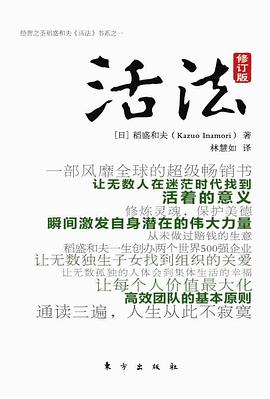 经营之圣稻盛和夫《活法》书系之一
活法
修订版
[日] 稻盛和夫（Kazuo Inamori）著
林慧如 译
一部风靡全球的超级畅销书
让无数人在迷茫时代找到
活着的意义
修炼灵魂，保护美德
瞬间激发自身潜在的伟大力量
从未做过赔钱的生意
稻盛和夫一生创办两个世界500强企业
让无数独生子女找到组织的关爱
让无数孤独的人体会到集体生活的幸福
让每个人价值最大化
高效团队的基本原则
通读三遍，人生从此不寂寞
东方出版社